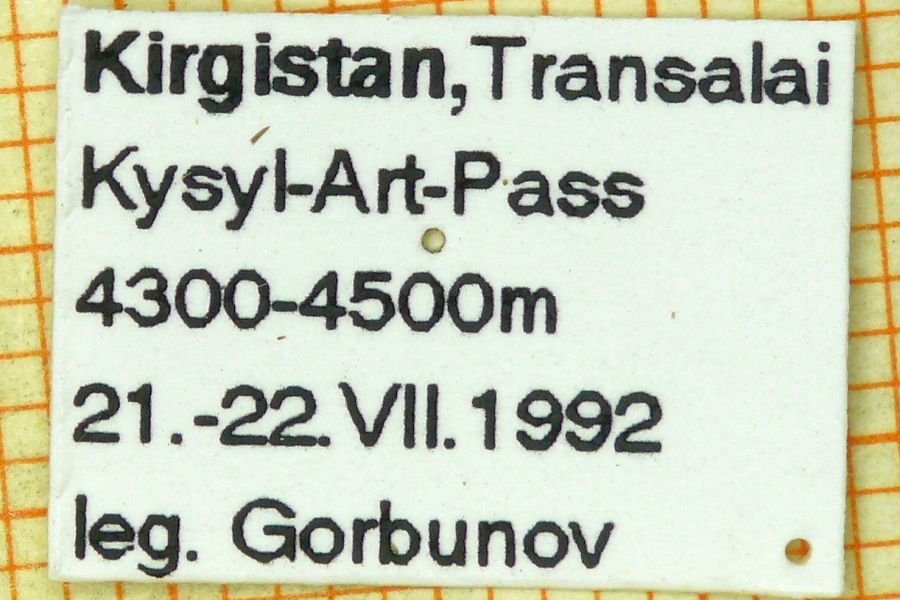 Kirgistan, Transalai
Kysyl-Art-Pass
4300-4500m
21.-22.VII.1992
leg. Gorbunov